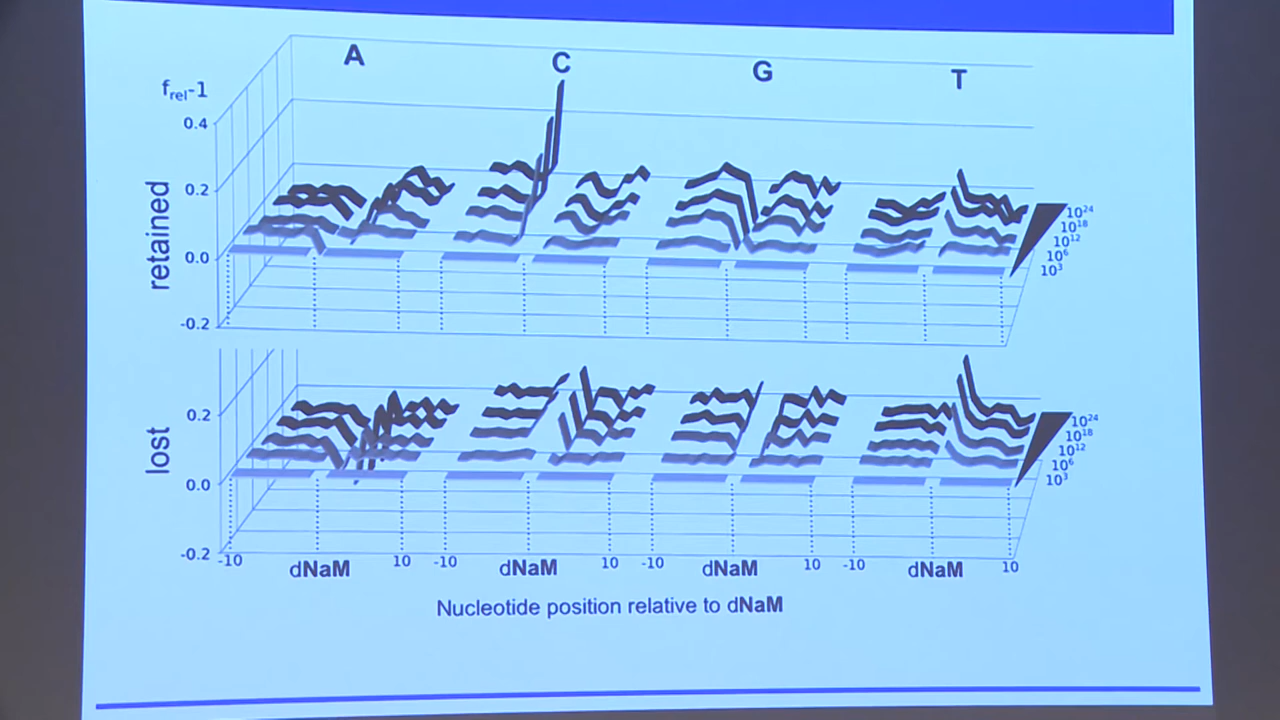 A C G T
f_rel-1
0.4
0.2
0.0
-0.2
retained
10^24
10^18
10^12
10^6
10^3
0.2
0.0
-0.2
lost
10^24
10^18
10^12
10^6
10^3
-10 dNaM 10 -10 dNaM 10 -10 dNaM 10 -10 dNaM 10
Nucleotide position relative to dNaM